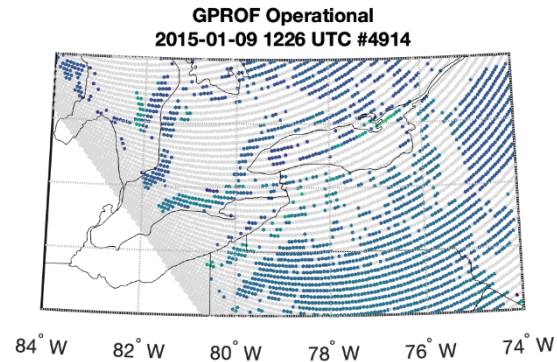 GPROF Operational
2015-01-09 1226 UTC #4914
84° W 82° W 80° W 78° W 76° W 74° W